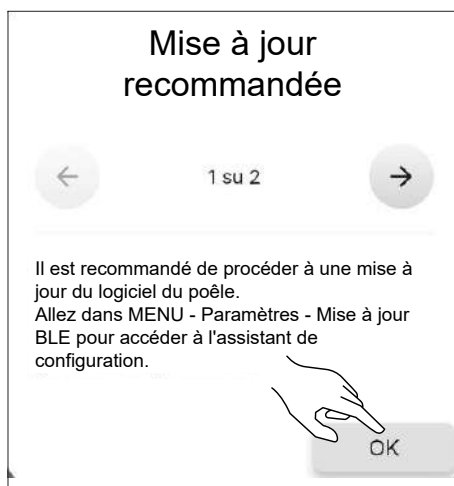 Mise à jour
recommandée
← 1 su 2 →
Il est recommandé de procéder à une mise à
jour du logiciel du poêle.
Allez dans MENU - Paramètres - Mise à jour
BLE pour accéder à l'assistant de
configuration.
OK